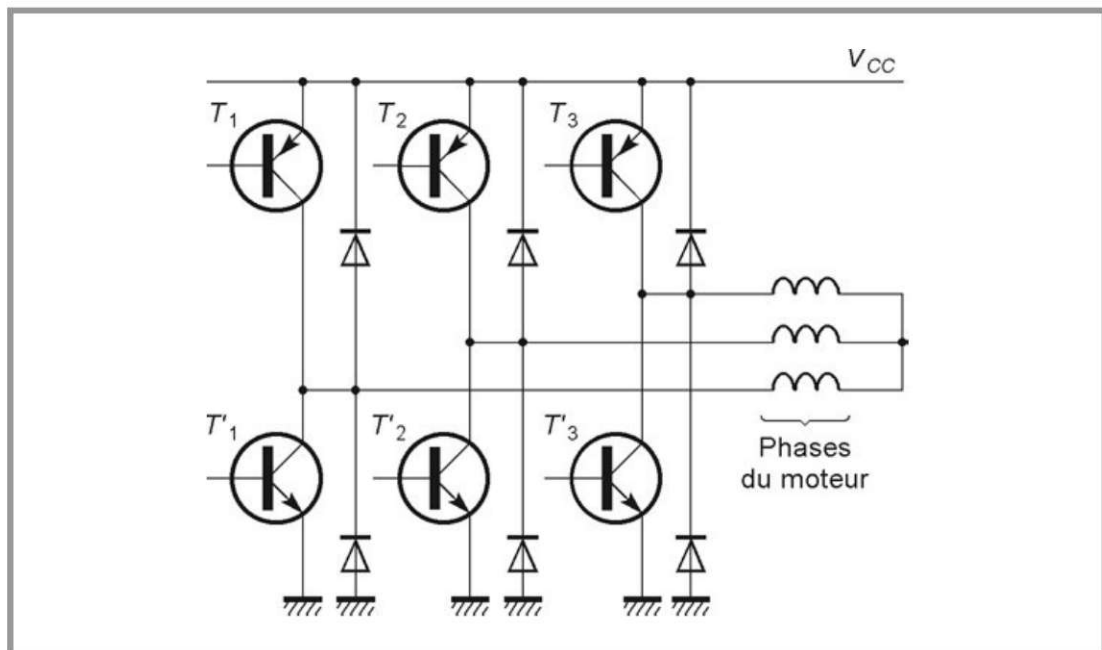 V_CC
T_1
T_2
T_3
T'_1
T'_2
T'_3
Phases
du moteur